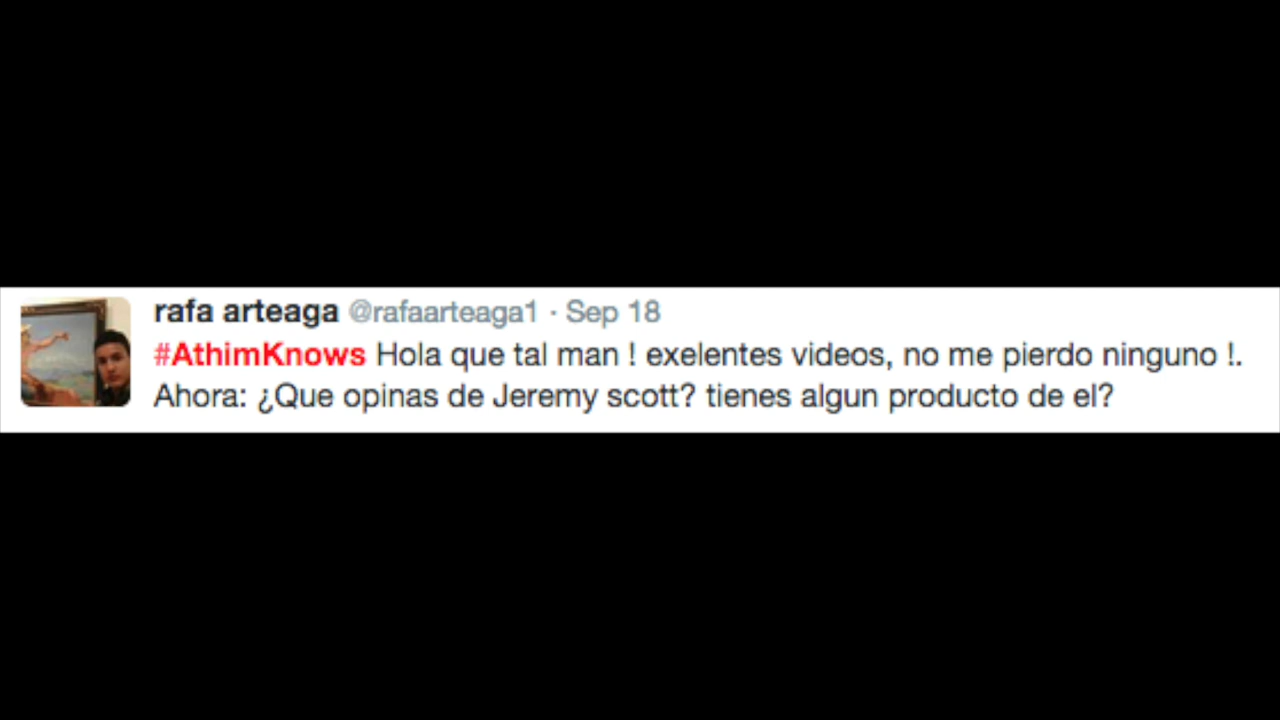 rafa arteaga @rafaarteaga1 · Sep 18
#AthimKnows Hola que tal man ! exelentes videos, no me pierdo ninguno !.
Ahora: ¿Que opinas de Jeremy scott? tienes algun producto de el?